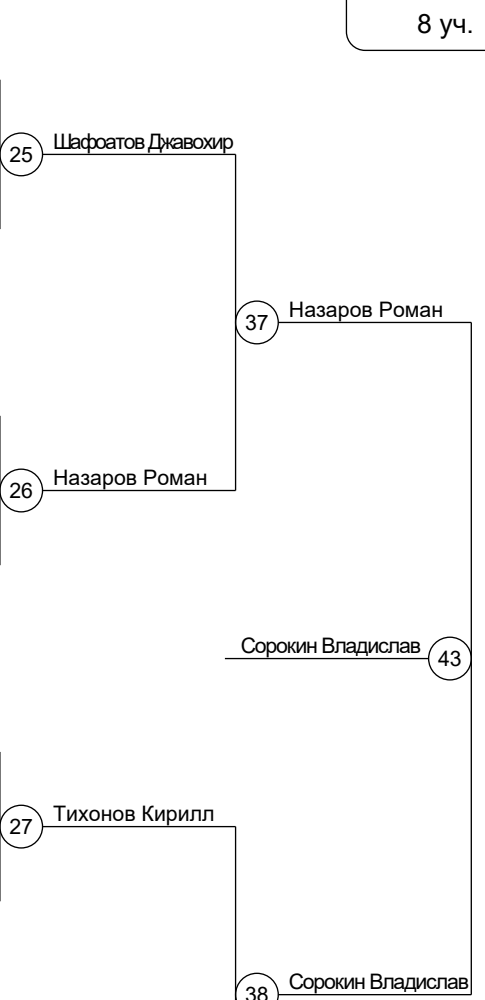 8 уч.
25 Шафоатов Джавохир
37 Назаров Роман
26 Назаров Роман
Сорокин Владислав 43
27 Тихонов Кирилл
38 Сорокин Владислав